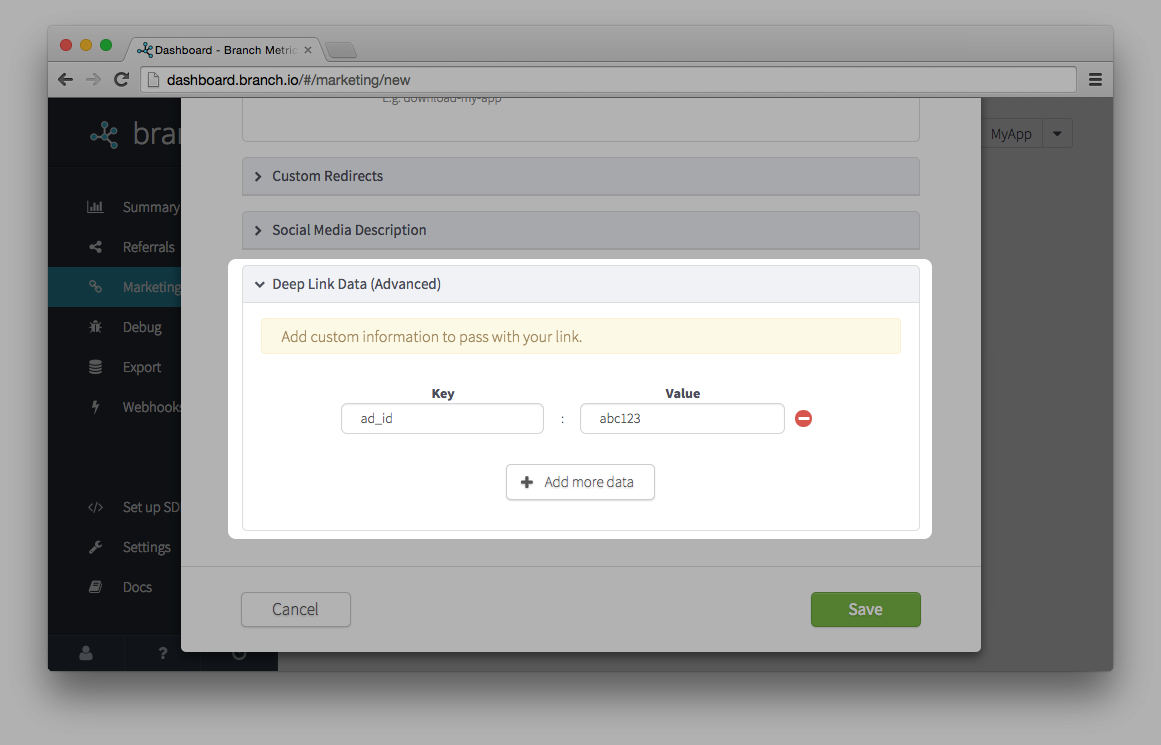 Dashboard - Branch Metric
dashboard.branch.io/#/marketing/new
E.g. download-my-app
MyApp
Custom Redirects
Summary
Social Media Description
Referrals
Marketing
Deep Link Data (Advanced)
Debug
Add custom information to pass with your link.
Export
Key
Value
Webhooks
ad_id
:
abc123
Add more data
Set up SD
Settings
Docs
Cancel
Save
?